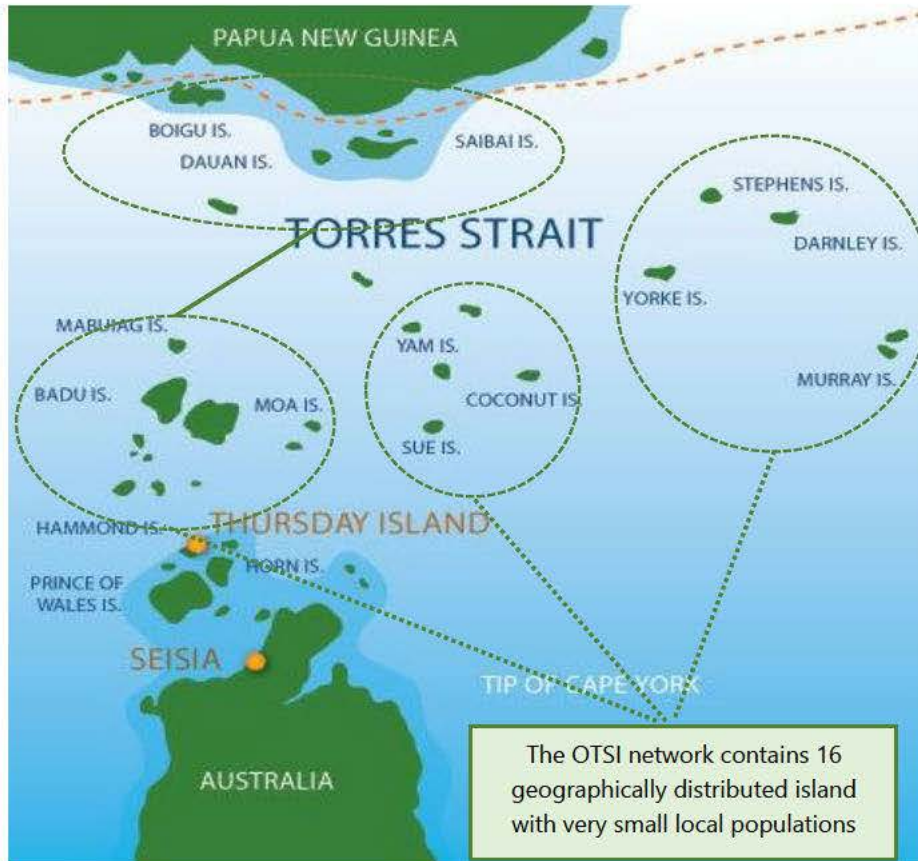 PAPUA NEW GUINEA
BOIGU IS.
DAUAN IS.
SAIBAI IS.
STEPHENS IS.
TORRES STRAIT
DARNLEY IS.
YORKE IS.
MABUIAG IS.
YAM IS.
MURRAY IS.
BADU IS.
MOA IS.
COCONUT IS.
SUE IS.
HAMMOND IS.
THURSDAY ISLAND
HORN IS.
PRINCE OF
WALES IS.
SEISIA
TIP OF CAPE YORK
AUSTRALIA
The OTSI network contains 16
geographically distributed island
with very small local populations